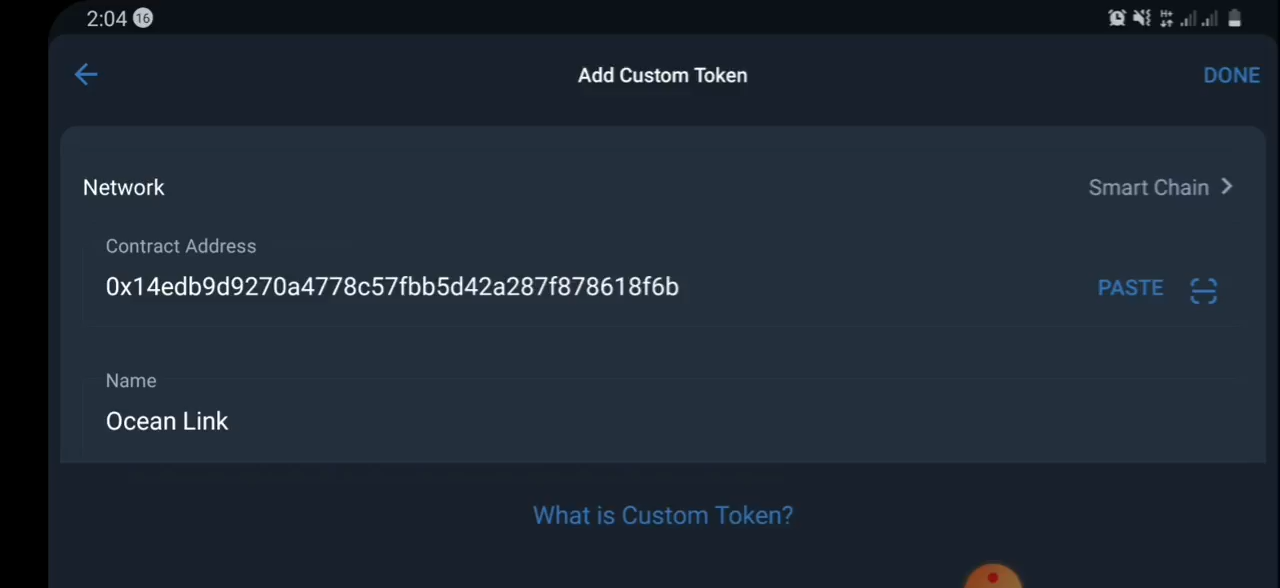 2:04 16
Add Custom Token
DONE
Network
Smart Chain
Contract Address
0x14edb9d9270a4778c57fbb5d42a287f878618f6b
PASTE
Name
Ocean Link
What is Custom Token?